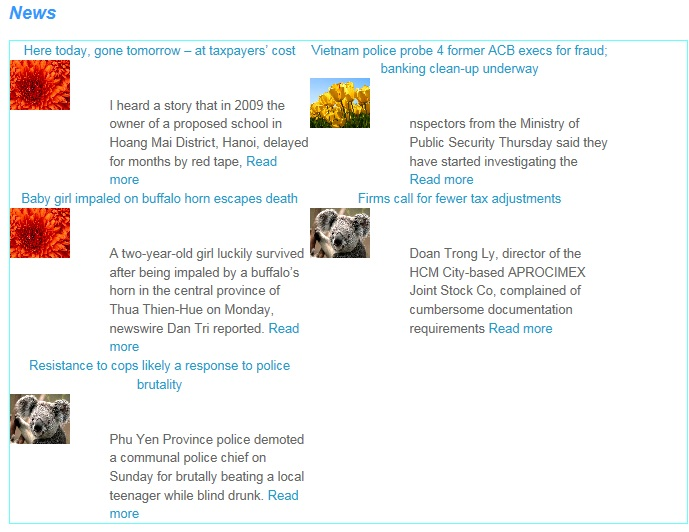 News
Here today, gone tomorrow – at taxpayers’ cost
I heard a story that in 2009 the
owner of a proposed school in
Hoang Mai District, Hanoi, delayed
for months by red tape, Read
more
Vietnam police probe 4 former ACB execs for fraud;
banking clean-up underway
nspectors from the Ministry of
Public Security Thursday said they
have started investigating the
Read more
Baby girl impaled on buffalo horn escapes death
A two-year-old girl luckily survived
after being impaled by a buffalo’s
horn in the central province of
Thua Thien-Hue on Monday,
newswire Dan Tri reported. Read
more
Firms call for fewer tax adjustments
Doan Trong Ly, director of the
HCM City-based APROCIMEX
Joint Stock Co, complained of
cumbersome documentation
requirements Read more
Resistance to cops likely a response to police
brutality
Phu Yen Province police demoted
a communal police chief on
Sunday for brutally beating a local
teenager while blind drunk. Read
more